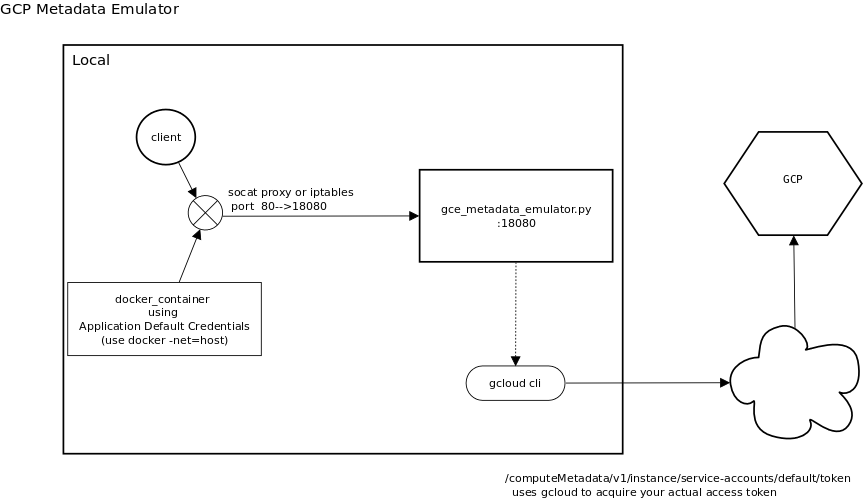 GCP Metadata Emulator
Local
client
socat proxy or iptables
port 80-->18080
gce_metadata_emulator.py
:18080
GCP
docker_container
using
Application Default Credentials
(use docker -net=host)
gcloud cli
/computeMetadata/v1/instance/service-accounts/default/token
uses gcloud to acquire your actual access token